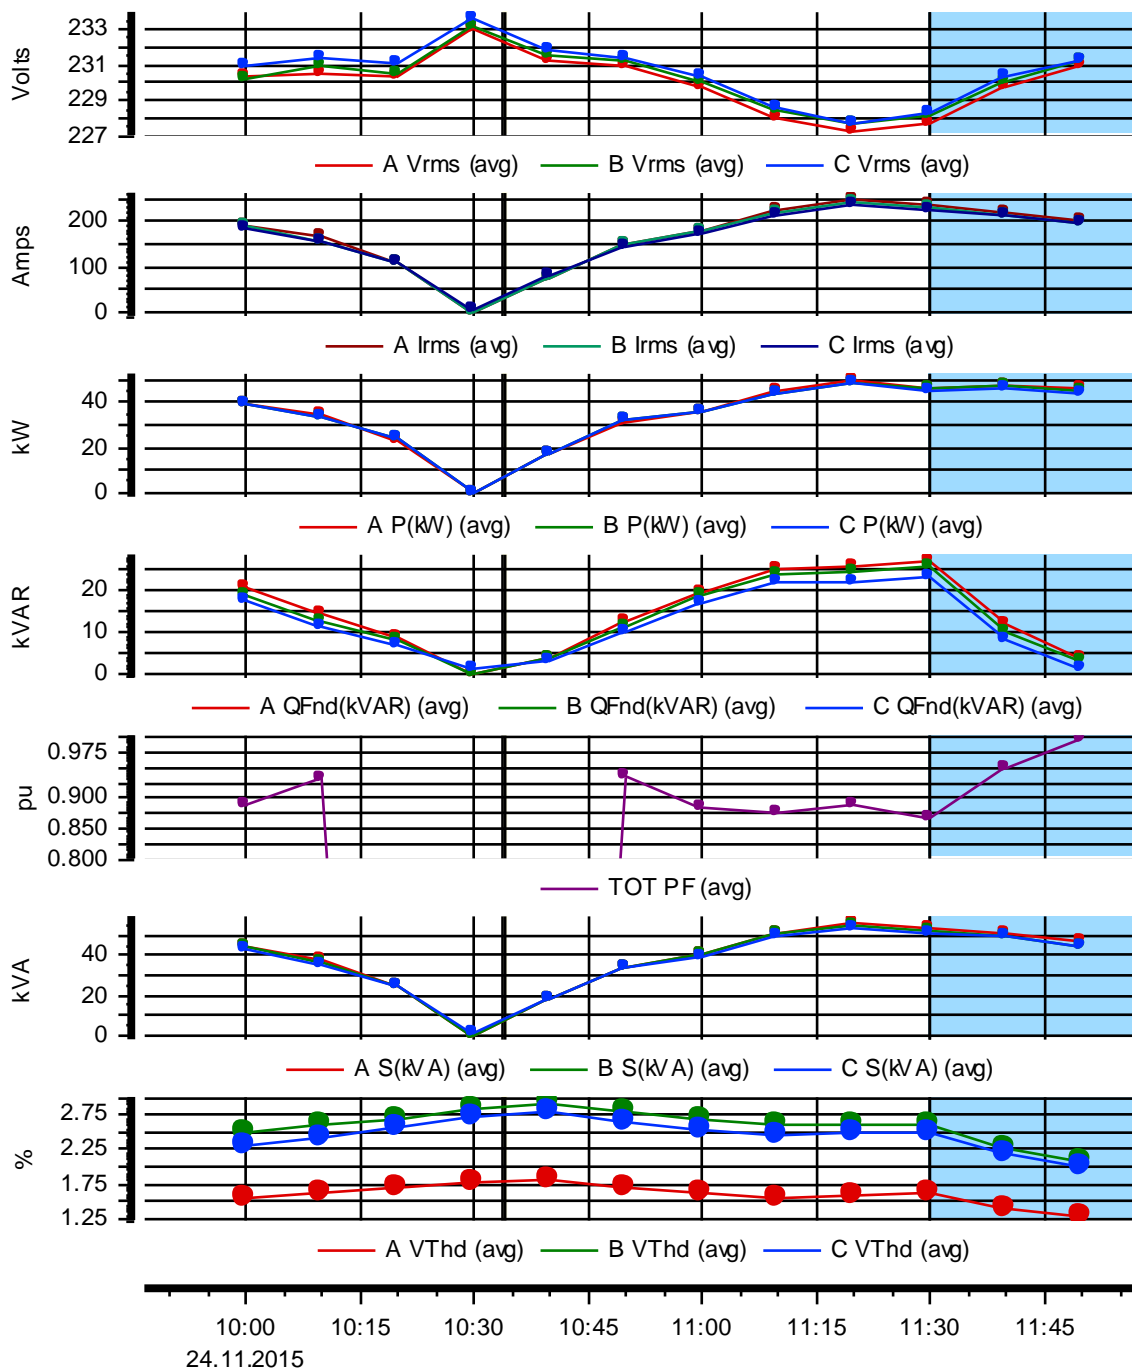 Volts
233
231
229
227
A Vrms (avg) B Vrms (avg) C Vrms (avg)
Amps
200
100
0
A Irms (avg) B Irms (avg) C Irms (avg)
kW
40
20
0
A P(kW) (avg) B P(kW) (avg) C P(kW) (avg)
kVAR
20
10
0
A QFnd(kVAR) (avg) B QFnd(kVAR) (avg) C QFnd(kVAR) (avg)
pu
0.975
0.900
0.850
0.800
TOT PF (avg)
kVA
40
20
0
A S(kVA) (avg) B S(kVA) (avg) C S(kVA) (avg)
%
2.75
2.25
1.75
1.25
A VThd (avg) B VThd (avg) C VThd (avg)
10:00 10:15 10:30 10:45 11:00 11:15 11:30 11:45
24.11.2015